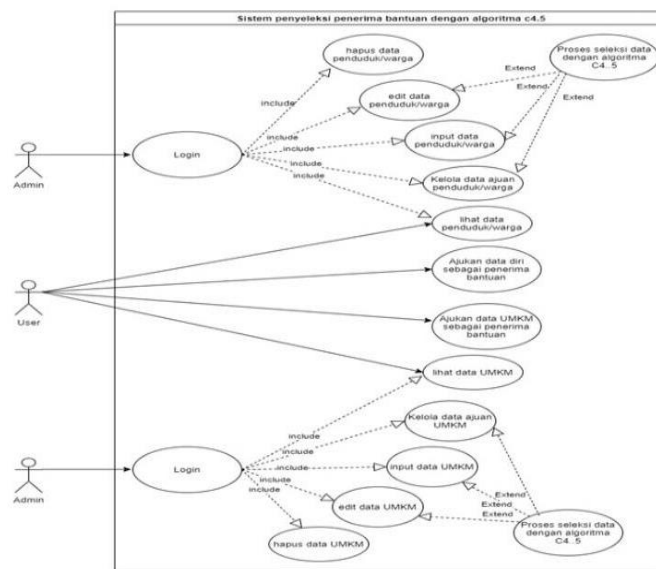 Sistem penyeleksi penerima bantuan dengan algoritma c4.5
hapus data
penduduk/warga
Proses seleksi data
dengan algoritma
C4..5
Extend
edit data
penduduk/warga
Extend
include
Extend
include
input data
penduduk/warga
include
Login
include
Kelola data ajuan
penduduk/warga
include
Admin
lihat data
penduduk/warga
Ajukan data diri
sebagai penerima
bantuan
User
Ajukan data UMKM
sebagai penerima
bantuan
lihat data UMKM
Kelola data ajuan
UMKM
include
include
Login
include
input data UMKM
include
Extend
include
Extend
edit data UMKM
Extend
Admin
Proses seleksi data
dengan algoritma
C4..5
hapus data UMKM